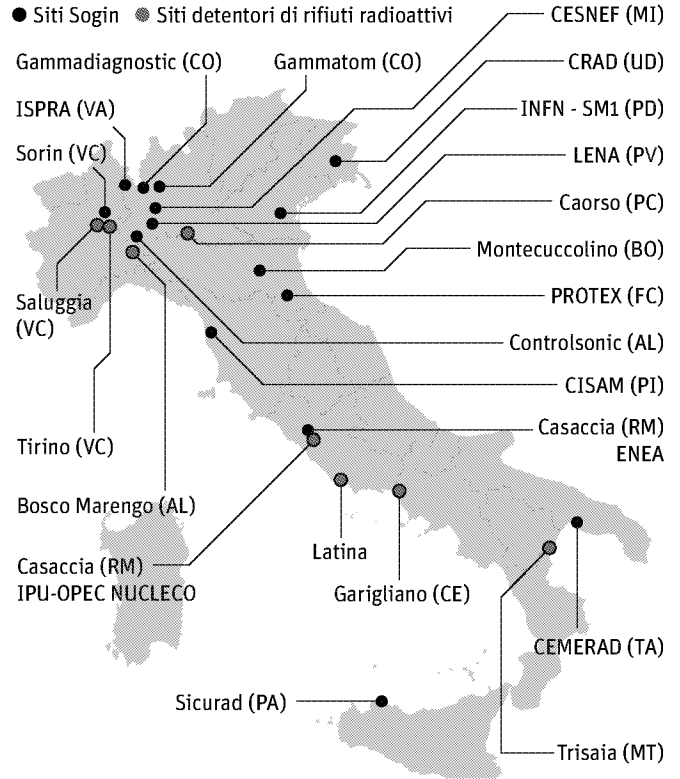 Siti Sogin
Siti detentori di rifiuti radioattivi
CESNEF (MI)
Gammadiagnostic (CO)
Gammatom (CO)
CRAD (UD)
ISPRA (VA)
INFN - SM1 (PD)
Sorin (VC)
LENA (PV)
Caorso (PC)
Montecuccolino (BO)
Saluggia
(VC)
PROTEX (FC)
Controlsonic (AL)
CISAM (PI)
Casaccia (RM)
ENEA
Tirino (VC)
Bosco Marengo (AL)
Latina
Casaccia (RM)
IPU-OPEC NUCLECO
Garigliano (CE)
CEMERAD (TA)
Sicurad (PA)
Trisaia (MT)